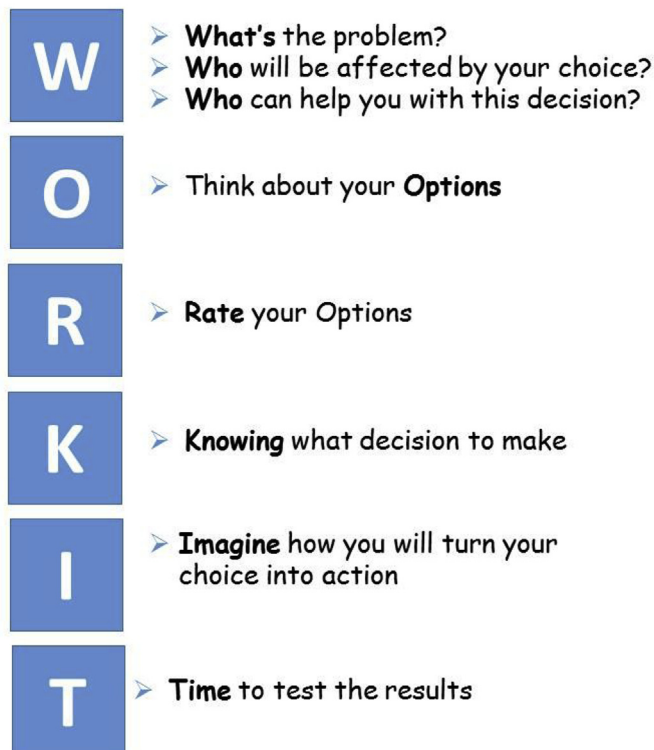 W
➢ What's the problem?
➢ Who will be affected by your choice?
➢ Who can help you with this decision?
O
➢ Think about your Options
R
➢ Rate your Options
K
➢ Knowing what decision to make
I
➢ Imagine how you will turn your
choice into action
T
➢ Time to test the results